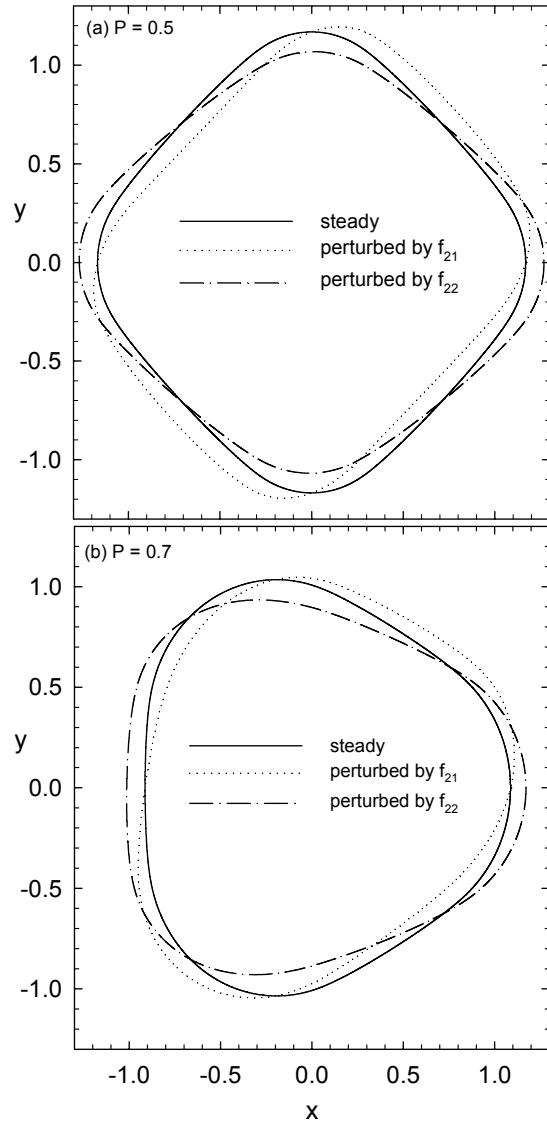 (a) P = 0.5
1.0
0.5
y
0.0
-0.5
-1.0
steady
perturbed by f21
perturbed by f22
(b) P = 0.7
1.0
0.5
y
0.0
-0.5
-1.0
steady
perturbed by f21
perturbed by f22
-1.0 -0.5 0.0 0.5 1.0
x